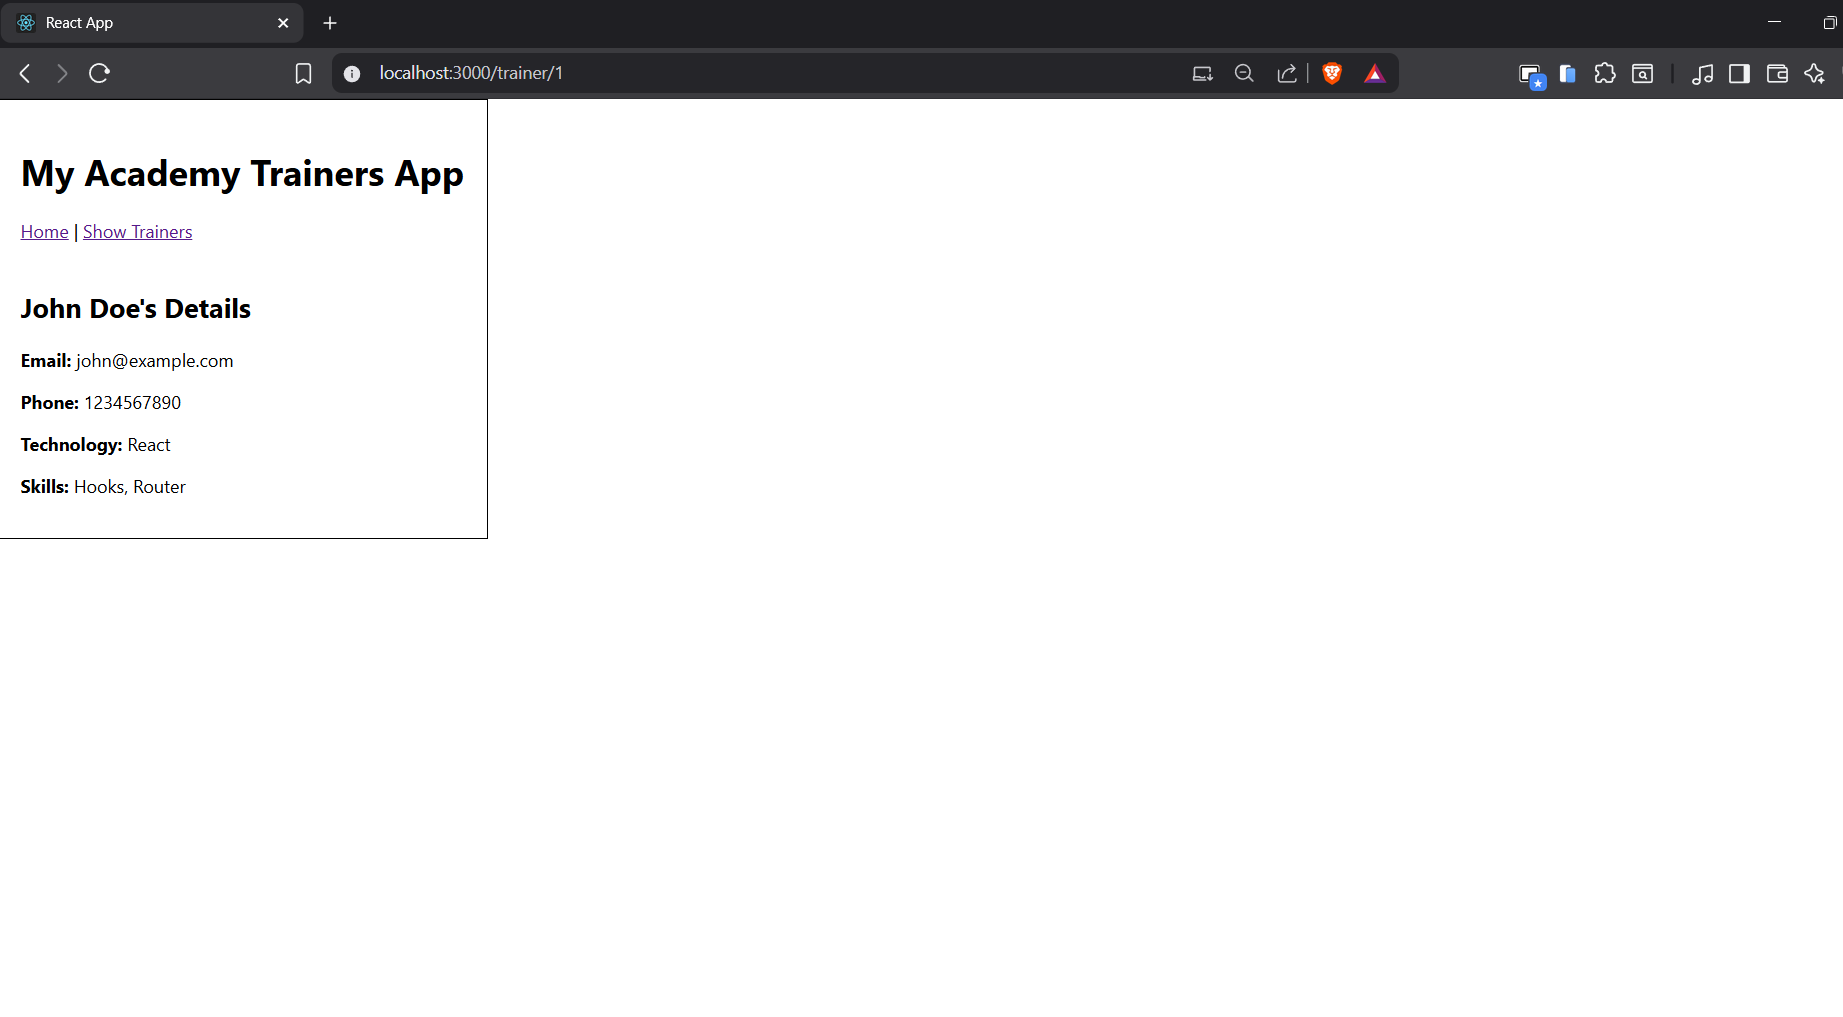 React App
localhost:3000/trainer/1
My Academy Trainers App
Home | Show Trainers
John Doe's Details
Email: john@example.com
Phone: 1234567890
Technology: React
Skills: Hooks, Router